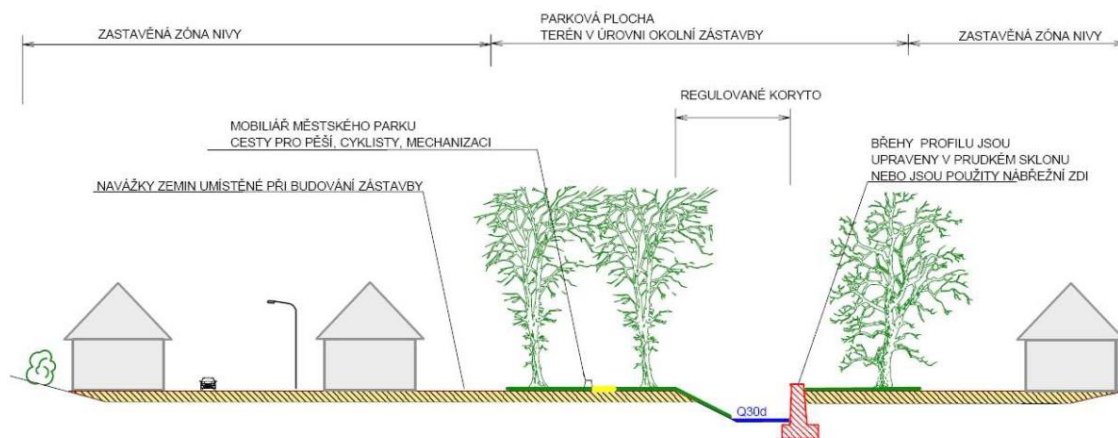 ZASTAVĚNÁ ZÓNA NIVY
PARKOVÁ PLOCHA
TERÉN V ÚROVNI OKOLNÍ ZÁSTAVBY
ZASTAVĚNÁ ZÓNA NIVY
REGULOVANÉ KORYTO
MOBILIÁŘ MĚSTSKÉHO PARKU
CESTY PRO PĚŠÍ, CYKLISTY, MECHANIZACI
BŘEHY PROFILU JSOU
UPRAVENY V PRUDKÉM SKLONU
NEBO JSOU POUŽITY NÁBŘEŽNÍ ZDI
NAVÁŽKY ZEMIN UMÍSTĚNÉ PŘI BUDOVÁNÍ ZÁSTAVBY
Q30d